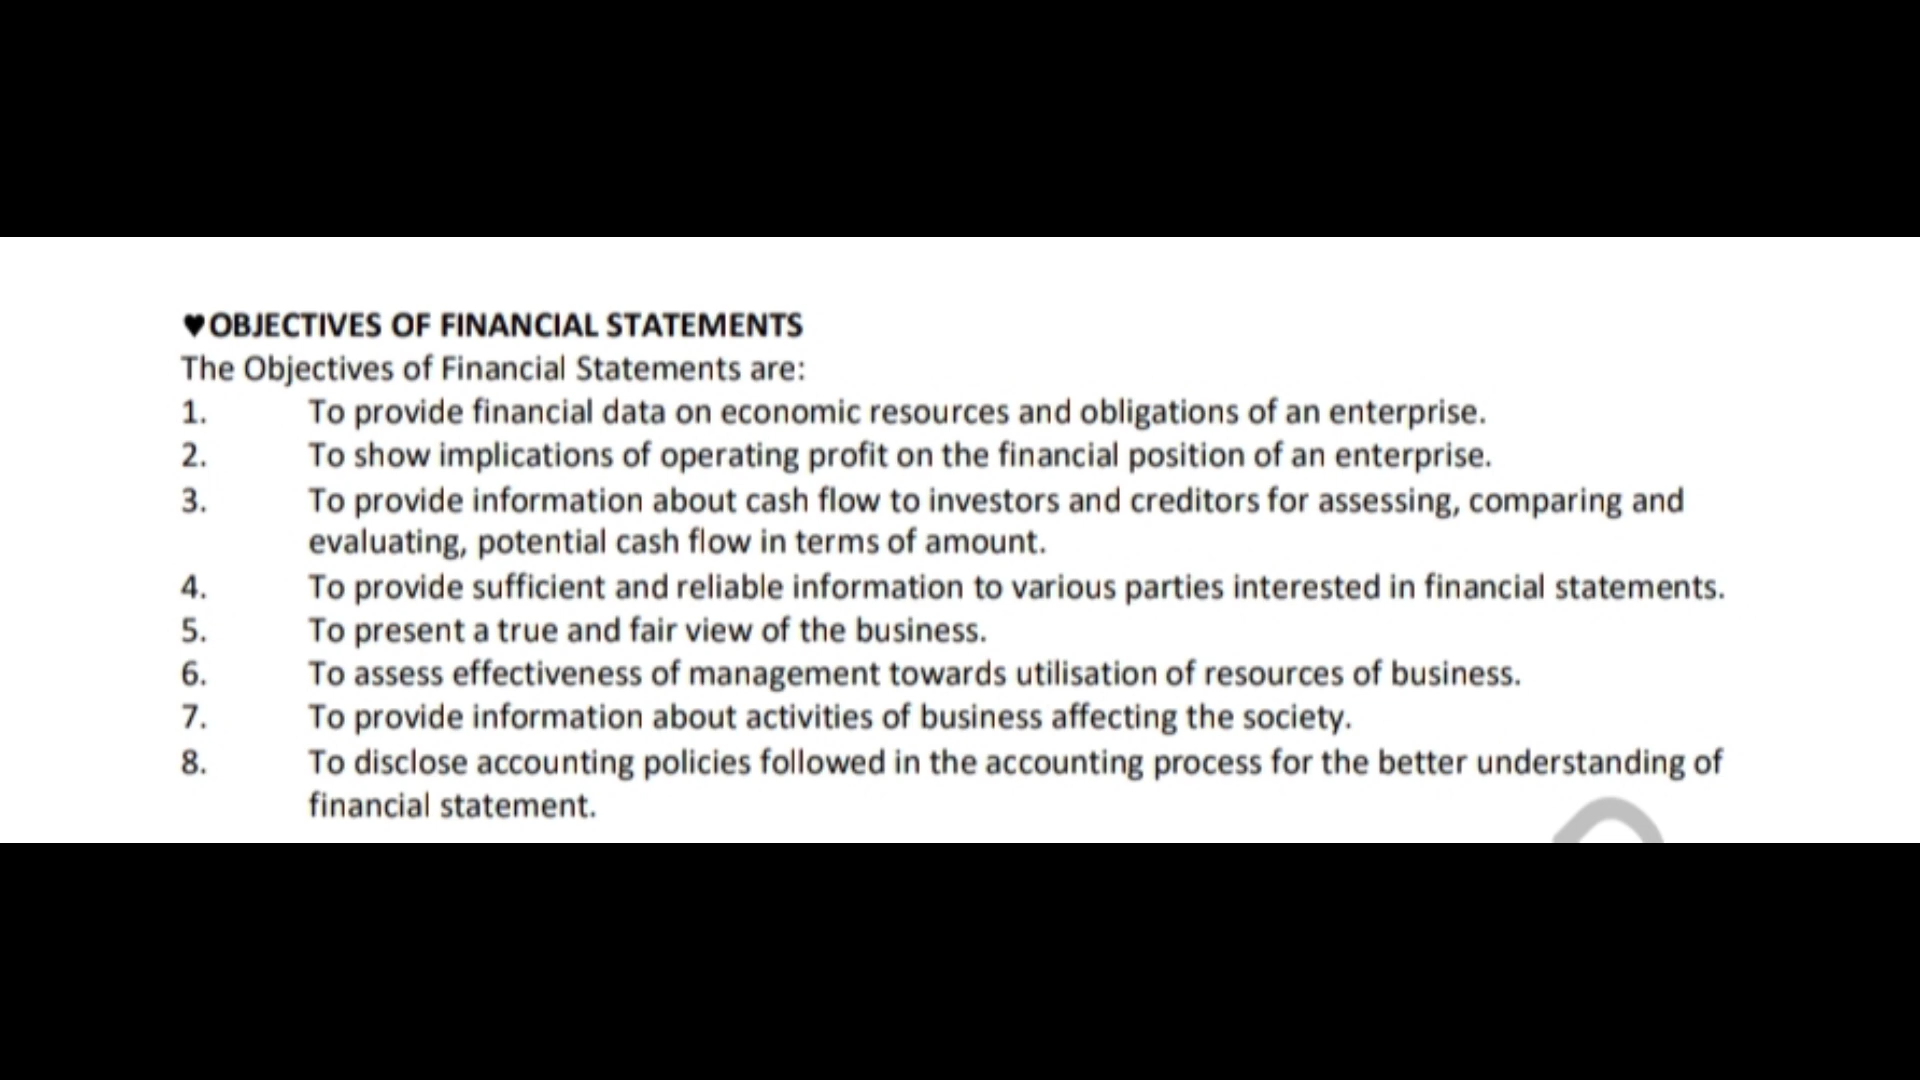 ♥OBJECTIVES OF FINANCIAL STATEMENTS
The Objectives of Financial Statements are:
1. To provide financial data on economic resources and obligations of an enterprise.
2. To show implications of operating profit on the financial position of an enterprise.
3. To provide information about cash flow to investors and creditors for assessing, comparing and
evaluating, potential cash flow in terms of amount.
4. To provide sufficient and reliable information to various parties interested in financial statements.
5. To present a true and fair view of the business.
6. To assess effectiveness of management towards utilisation of resources of business.
7. To provide information about activities of business affecting the society.
8. To disclose accounting policies followed in the accounting process for the better understanding of
financial statement.